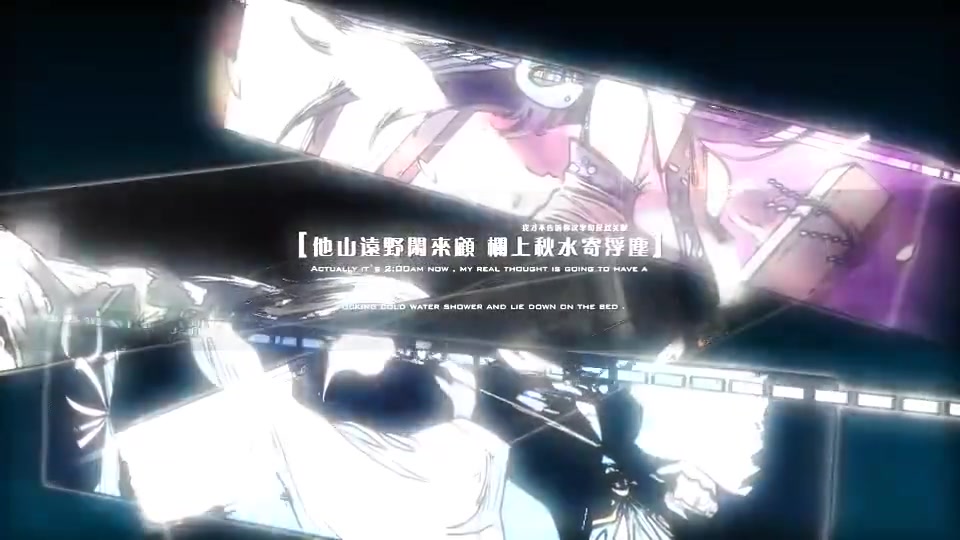 【他山遠野閣來顧 欄上秋水寄浮塵】
Actually it's 2:00am now , my real thought is going to have a
cold water shower and lie down on the bed .